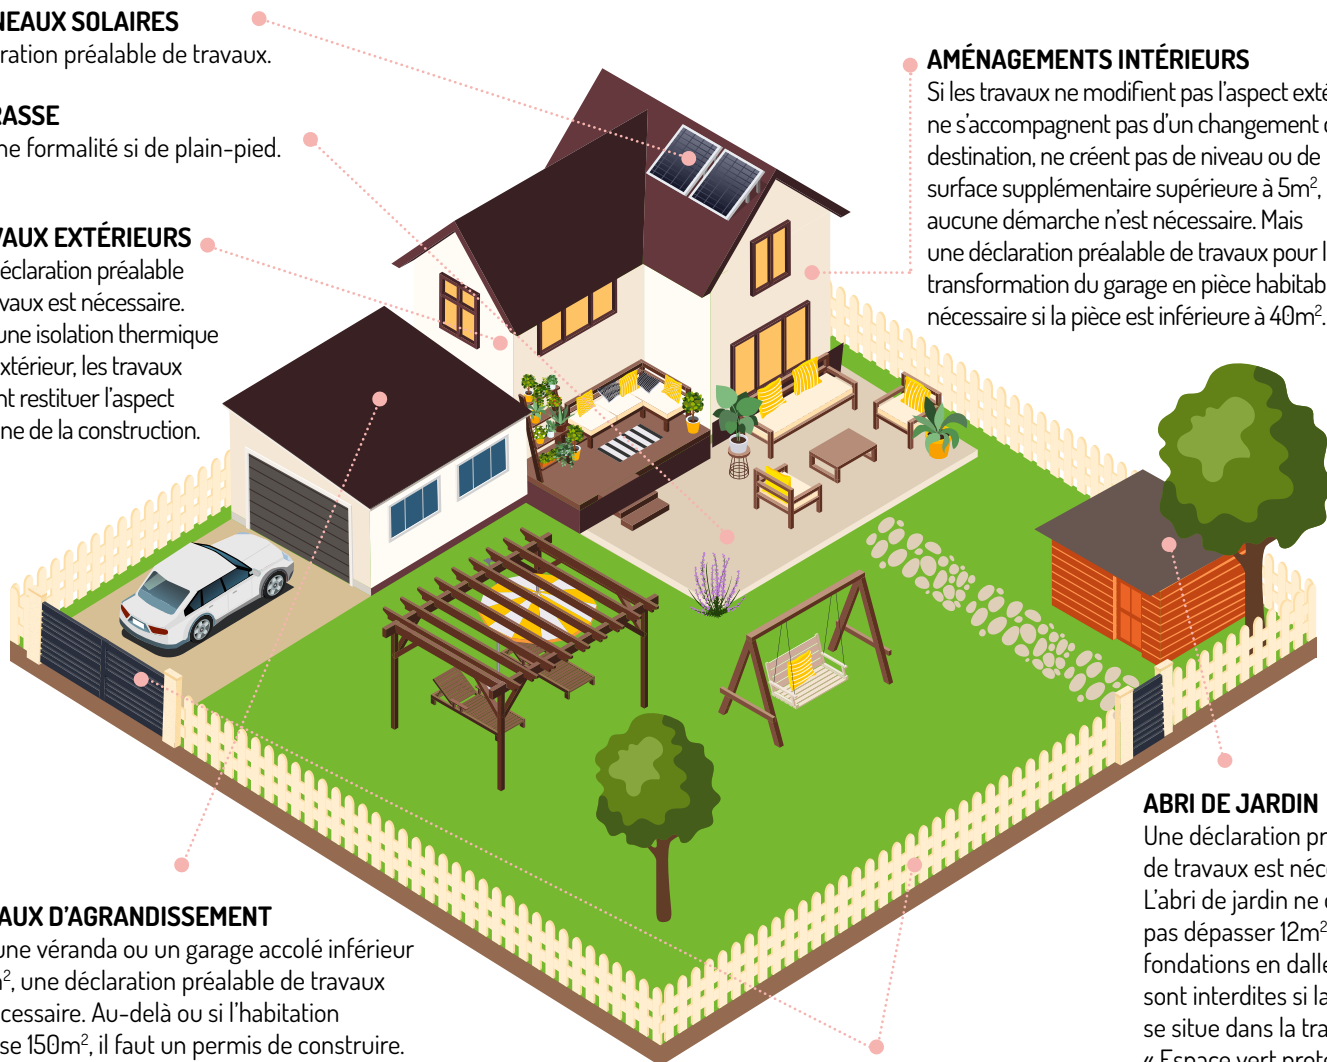 NEAUX SOLAIRES
ration préalable de travaux.
RASSE
ne formalité si de plain-pied.
VAUX EXTÉRIEURS
éclaration préalable
vaux est nécessaire.
une isolation thermique
xtérieur, les travaux
nt restituer l’aspect
ne de la construction.
AMÉNAGEMENTS INTÉRIEURS
Si les travaux ne modifient pas l’aspect exté
ne s’accompagnent pas d’un changement d
destination, ne créent pas de niveau ou de
surface supplémentaire supérieure à 5m²,
aucune démarche n’est nécessaire. Mais
une déclaration préalable de travaux pour l
transformation du garage en pièce habitab
nécessaire si la pièce est inférieure à 40m².
AUX D’AGRANDISSEMENT
une véranda ou un garage accolé inférieur
m², une déclaration préalable de travaux
cessaire. Au-delà ou si l’habitation
se 150m², il faut un permis de construire.
ABRI DE JARDIN
Une déclaration pr
de travaux est néc
L’abri de jardin ne d
pas dépasser 12m²
fondations en dalle
sont interdites si la
se situe dans la tra
« Espace vert prot